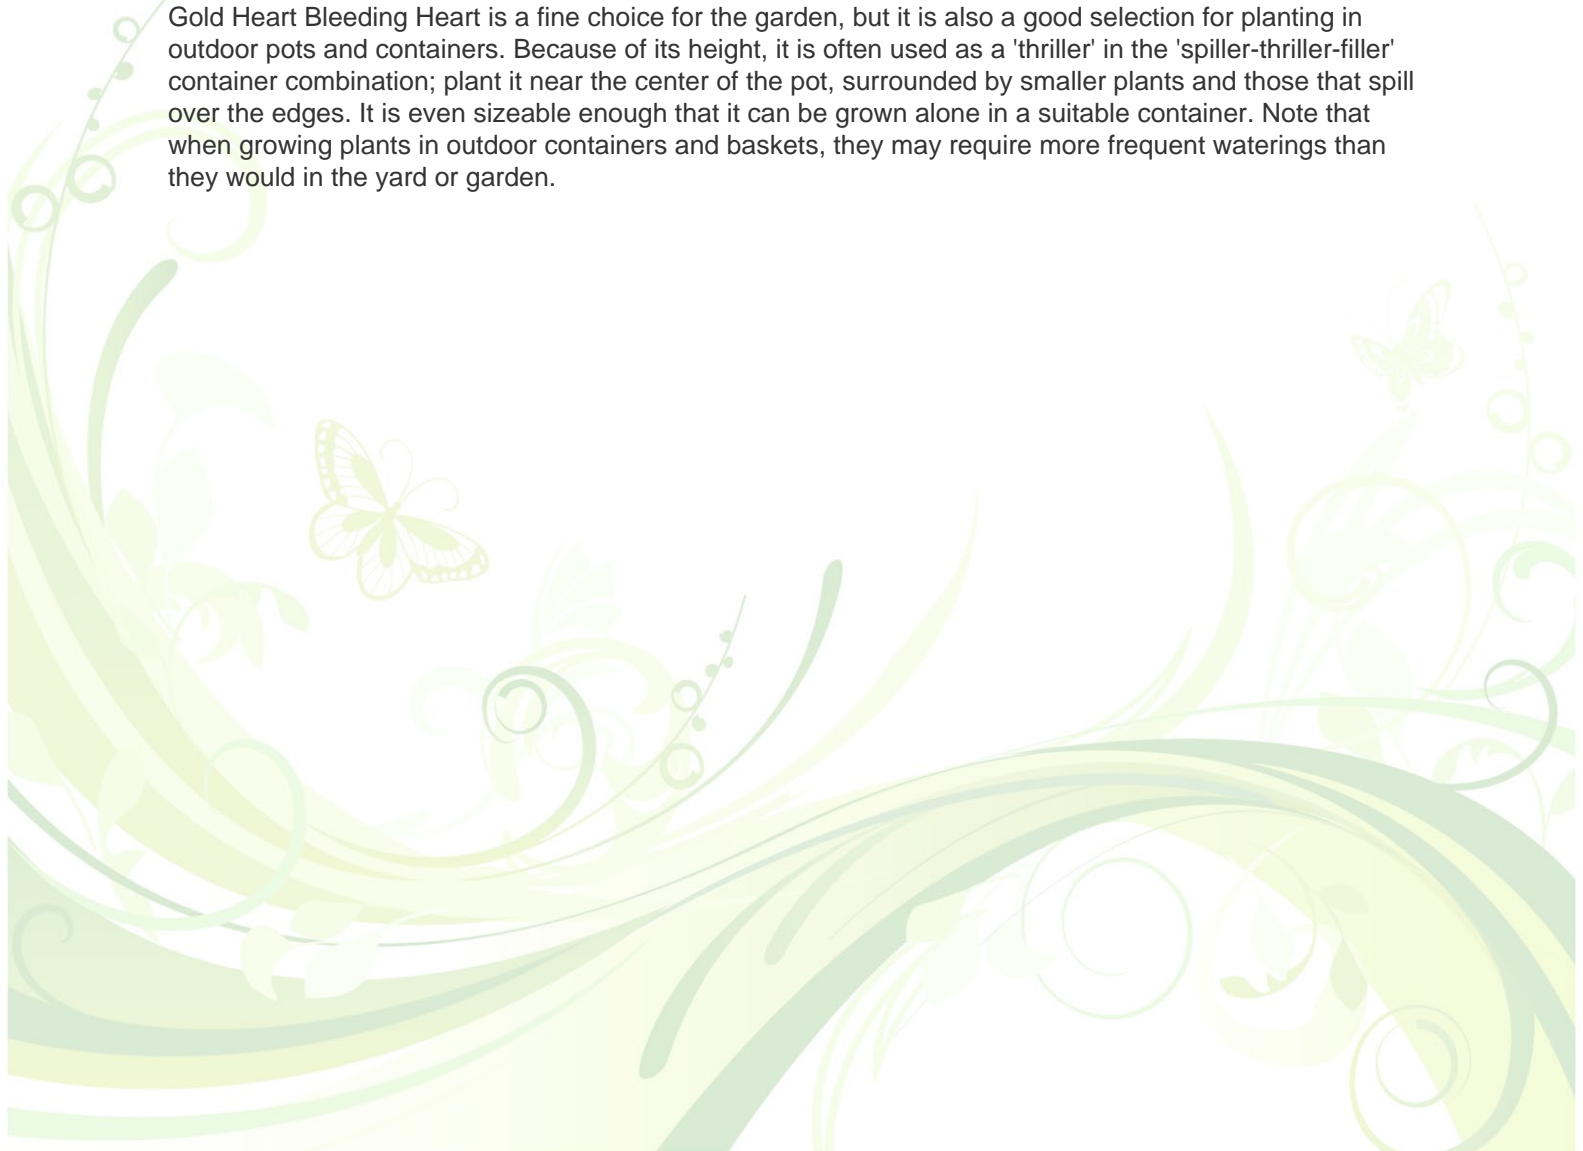 Gold Heart Bleeding Heart is a fine choice for the garden, but it is also a good selection for planting in
outdoor pots and containers. Because of its height, it is often used as a 'thriller' in the 'spiller-thriller-filler'
container combination; plant it near the center of the pot, surrounded by smaller plants and those that spill
over the edges. It is even sizeable enough that it can be grown alone in a suitable container. Note that
when growing plants in outdoor containers and baskets, they may require more frequent waterings than
they would in the yard or garden.